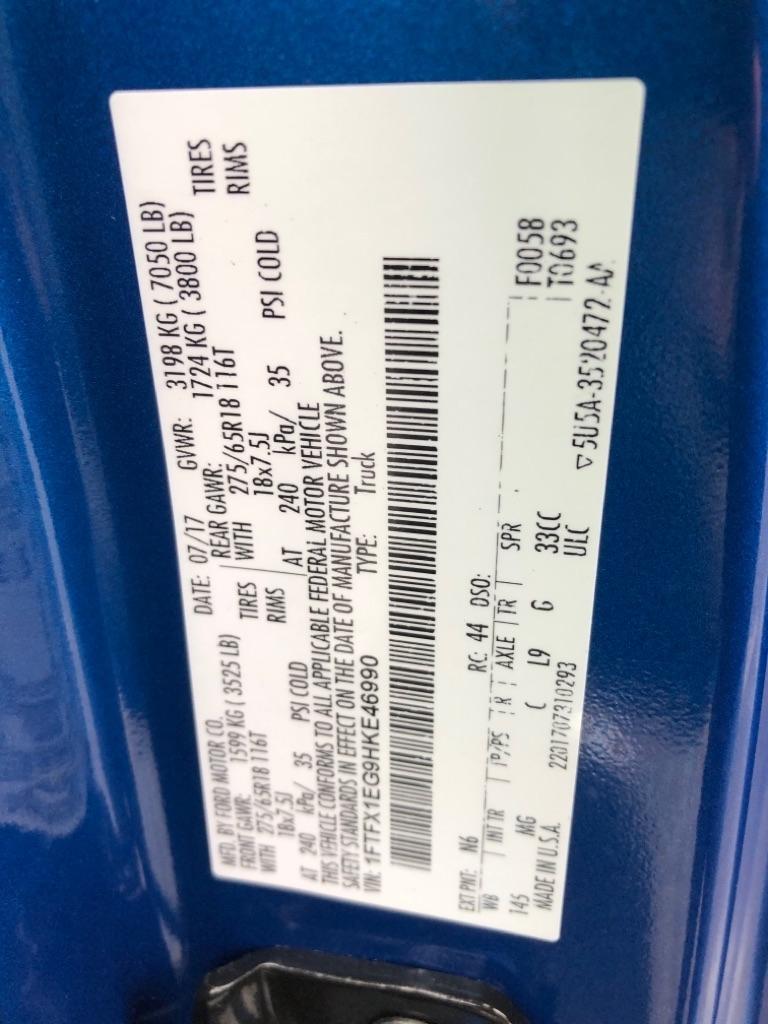 MFD. BY FORD MOTOR CO.
DATE: 07/17 GVWR: 3198 KG ( 7050 LB)
FRONT GAWR: 1599 KG ( 3525 LB) REAR GAWR: 1724 KG ( 3800 LB)
WITH 275/65R18 116T TIRES WITH 275/65R18 116T TIRES
18x7.5J RIMS 18x7.5J RIMS
AT 240 kPa/ 35 PSI COLD AT 240 kPa/ 35 PSI COLD
THIS VEHICLE CONFORMS TO ALL APPLICABLE FEDERAL MOTOR VEHICLE
SAFETY STANDARDS IN EFFECT ON THE DATE OF MANUFACTURE SHOWN ABOVE.
VIN: 1FTFX1EG9HKE46990 TYPE: Truck
EXT PNT: N6 RC: 44 DSO:
WB INT TR TP/PS R AXLE TR SPR F0058
145 MG C L9 G 33CC T0693
MADE IN U.S.A. 2201707310293 ULC
▽5U5A-3520472-AA